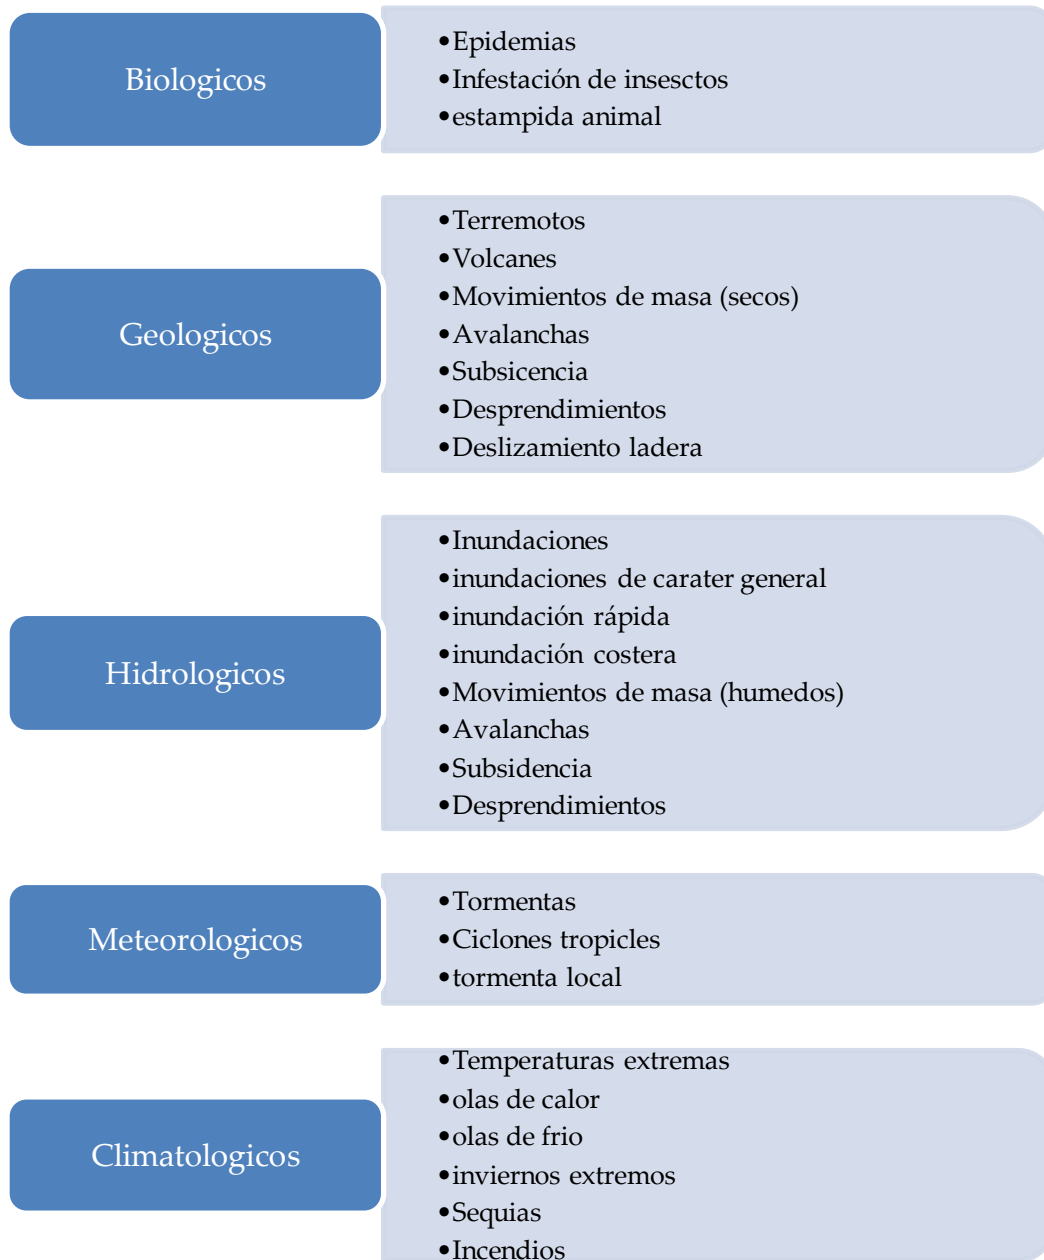 Biologicos
•Epidemias
•Infestación de insesctos
•estampida animal
Geologicos
•Terremotos
•Volcanes
•Movimientos de masa (secos)
•Avalanchas
•Subsicencia
•Desprendimientos
•Deslizamiento ladera
Hidrologicos
•Inundaciones
•inundaciones de carater general
•inundación rápida
•inundación costera
•Movimientos de masa (humedos)
•Avalanchas
•Subsidencia
•Desprendimientos
Meteorologicos
•Tormentas
•Ciclones tropicles
•tormenta local
Climatologicos
•Temperaturas extremas
•olas de calor
•olas de frio
•inviernos extremos
•Sequias
•Incendios